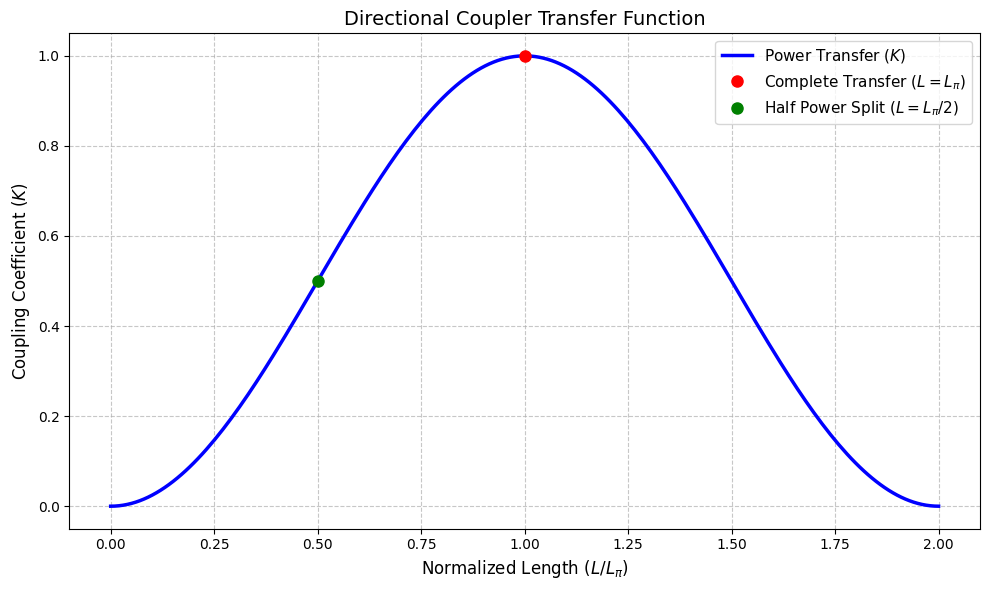 Directional Coupler Transfer Function
Power Transfer (K)
Complete Transfer (L = Lπ)
Half Power Split (L = Lπ/2)
Coupling Coefficient (K)
1.0
0.8
0.6
0.4
0.2
0.0
0.00 0.25 0.50 0.75 1.00 1.25 1.50 1.75 2.00
Normalized Length (L/Lπ)